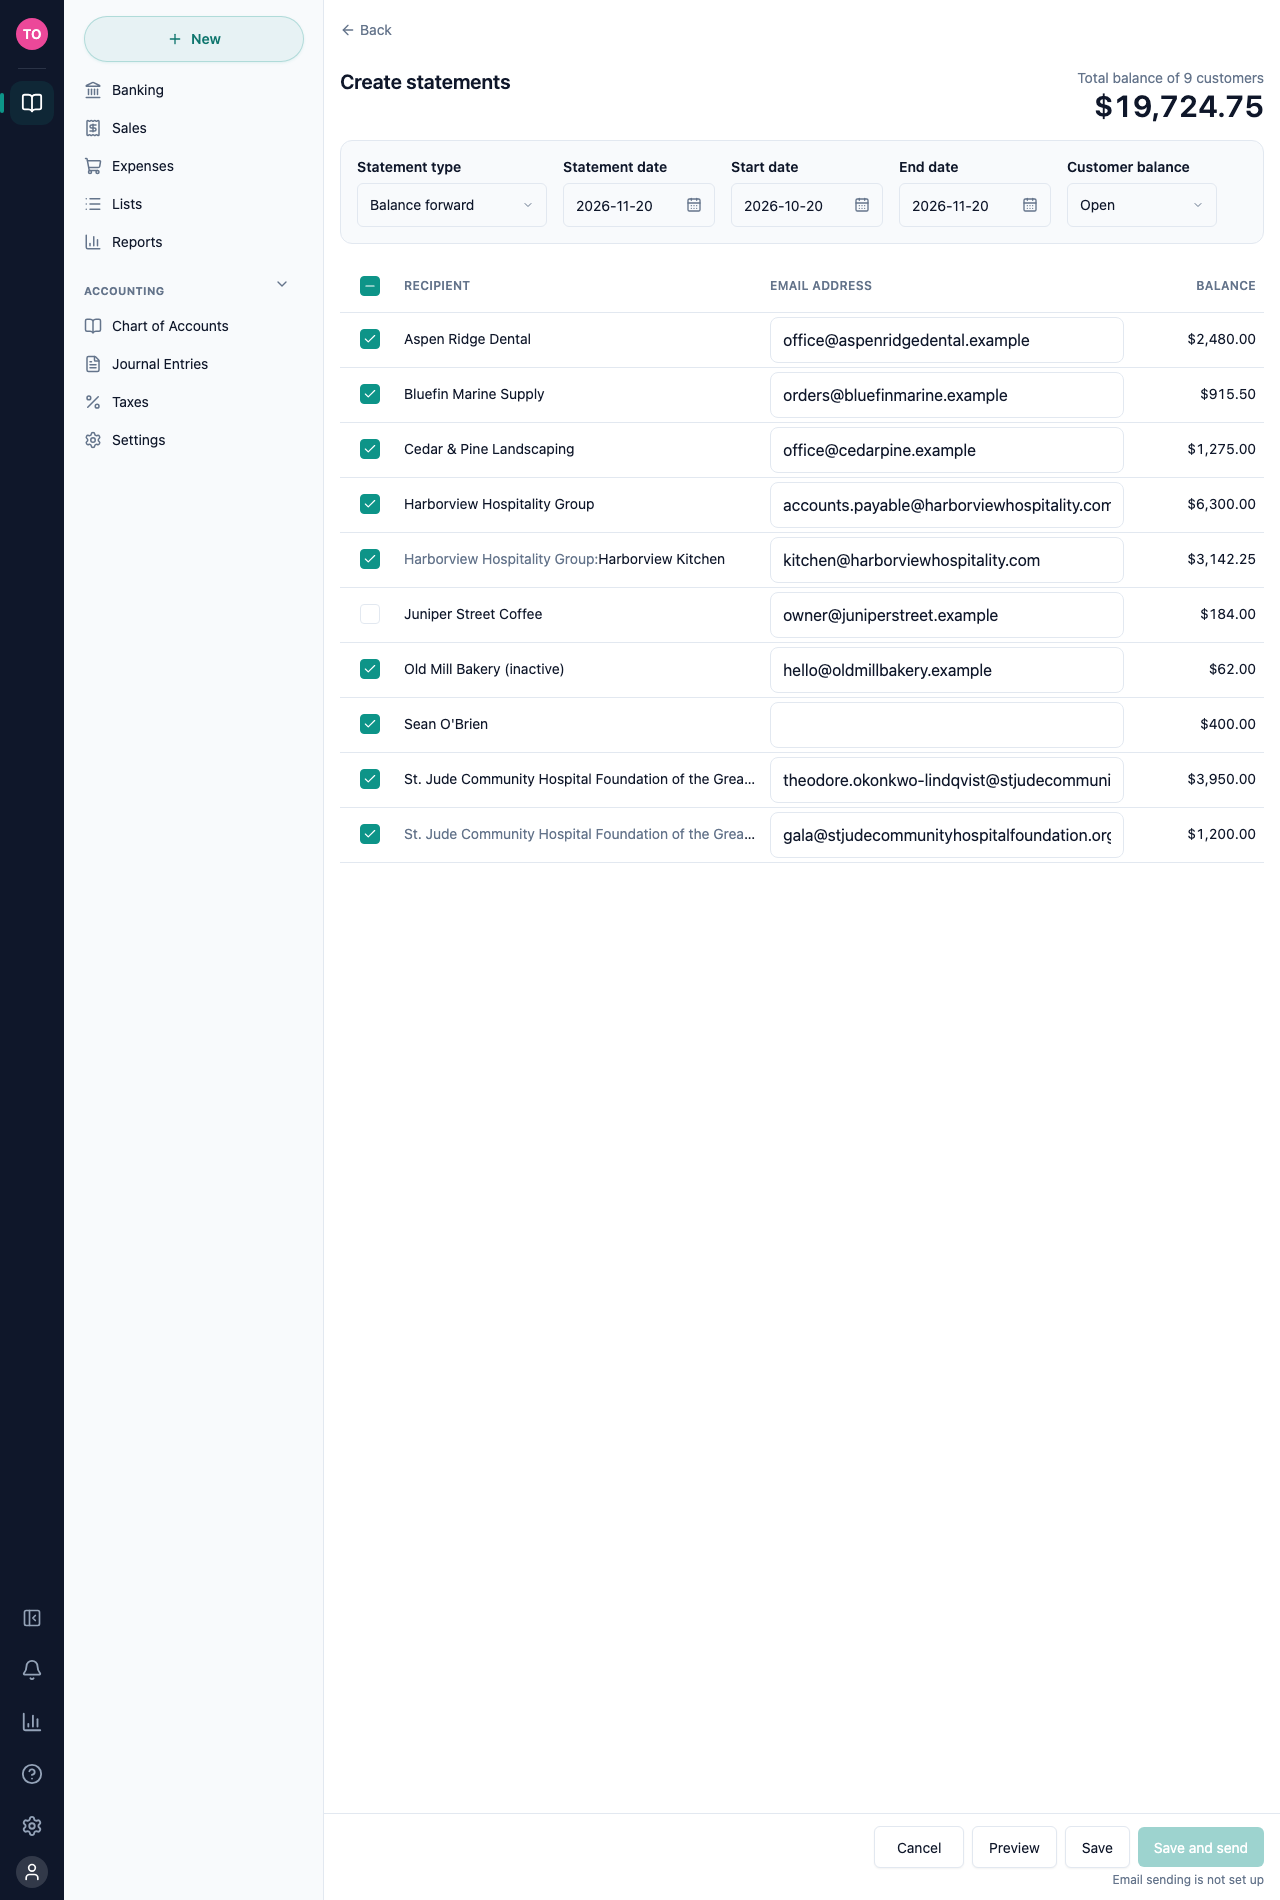 TO
New
Banking
Sales
Expenses
Lists
Reports
ACCOUNTING
Chart of Accounts
Journal Entries
Taxes
Settings
Back
Create statements
Total balance of 9 customers
$19,724.75
Statement type
Statement date
Start date
End date
Customer balance
Balance forward
2026-11-20
2026-10-20
2026-11-20
Open
RECIPIENT EMAIL ADDRESS BALANCE
Aspen Ridge Dental office@aspenridgedental.example $2,480.00
Bluefin Marine Supply orders@bluefinmarine.example $915.50
Cedar & Pine Landscaping office@cedarpine.example $1,275.00
Harborview Hospitality Group accounts.payable@harborviewhospitality.com $6,300.00
Harborview Hospitality Group:Harborview Kitchen kitchen@harborviewhospitality.com $3,142.25
Juniper Street Coffee owner@juniperstreet.example $184.00
Old Mill Bakery (inactive) hello@oldmillbakery.example $62.00
Sean O'Brien $400.00
St. Jude Community Hospital Foundation of the Grea... theodore.okonkwo-lindqvist@stjudecommuni $3,950.00
St. Jude Community Hospital Foundation of the Grea... gala@stjudecommunityhospitalfoundation.org $1,200.00
Cancel
Preview
Save
Save and send
Email sending is not set up